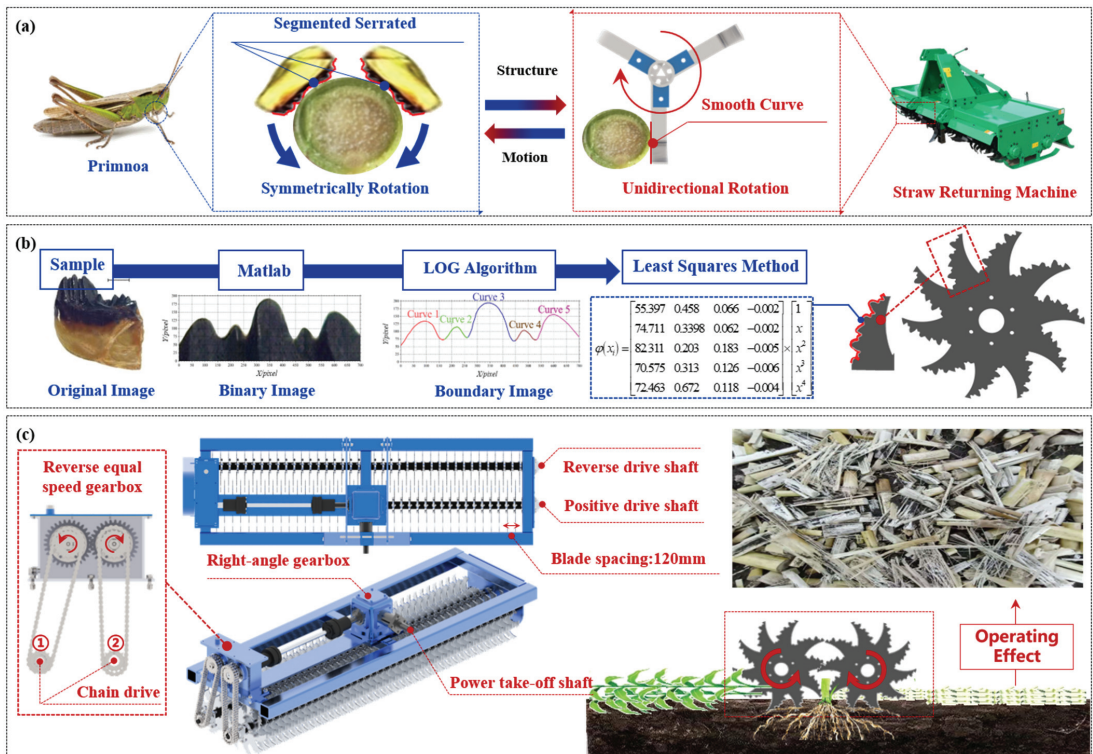 (a)
Segmented Serrated
Primnoa
Symmetrically Rotation
Structure
Motion
Smooth Curve
Unidirectional Rotation
Straw Returning Machine
(b)
Sample
Matlab
LOG Algorithm
Least Squares Method
Original Image
Y/pixel
X/pixel
Binary Image
Y/pixel
Curve 1
Curve 2
Curve 3
Curve 4
Curve 5
X/pixel
Boundary Image
φ(xᵢ) =
55.397 0.458 0.066 −0.002
74.711 0.3398 0.062 −0.002
82.311 0.203 0.183 −0.005
70.575 0.313 0.126 −0.006
72.463 0.672 0.118 −0.004
×
1
x
x²
x³
x⁴
(c)
Reverse equal
speed gearbox
①
②
Chain drive
Reverse drive shaft
Positive drive shaft
Blade spacing:120mm
Right-angle gearbox
Power take-off shaft
Operating
Effect